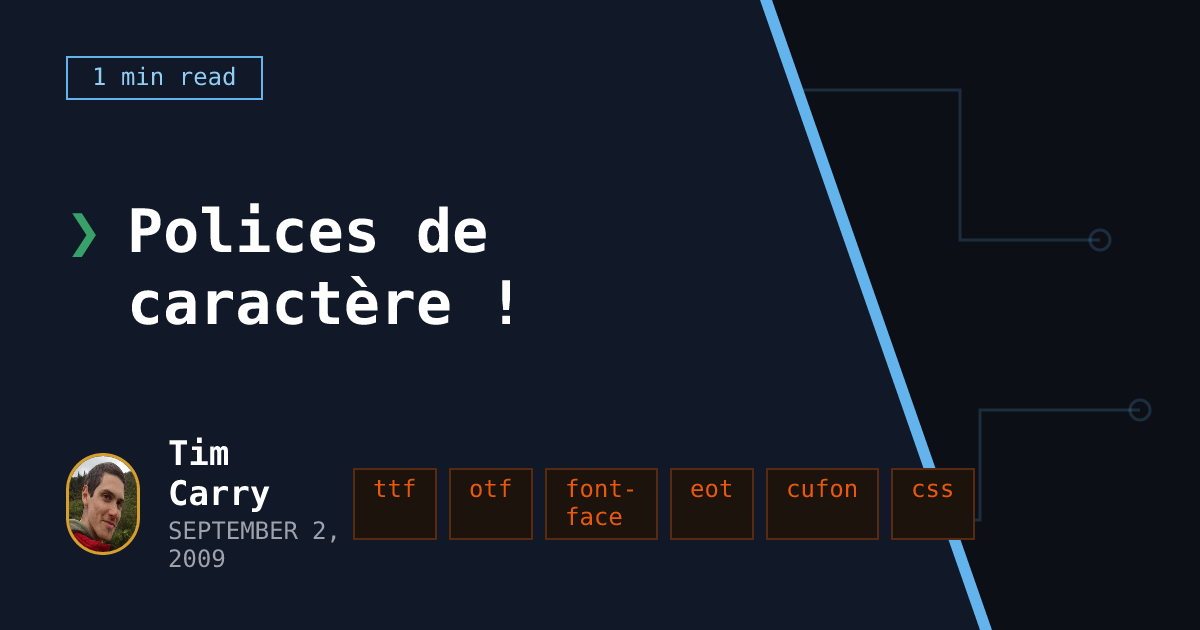 1 min read
❯ Polices de
caractère !
Tim
Carry
SEPTEMBER 2,
2009
ttf
otf
font-
face
eot
cufon
css